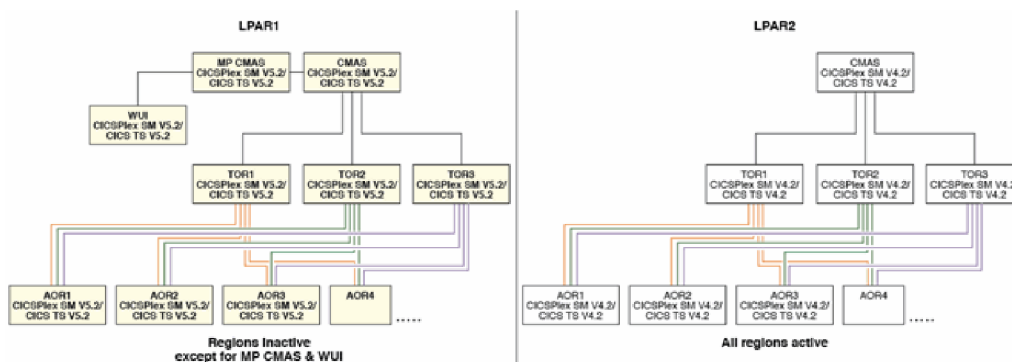 LPAR1
MP CMAS
CICSPlex SM V5.2/
CICS TS V5.2
CMAS
CICSPlex SM V5.2/
CICS TS V5.2
WUI
CICSPlex SM V5.2/
CICS TS V5.2
TOR1
CICSPlex SM V5.2/
CICS TS V5.2
TOR2
CICSPlex SM V5.2/
CICS TS V5.2
TOR3
CICSPlex SM V5.2/
CICS TS V5.2
AOR1
CICSPlex SM V5.2/
CICS TS V5.2
AOR2
CICSPlex SM V5.2/
CICS TS V5.2
AOR3
CICSPlex SM V5.2/
CICS TS V5.2
AOR4
.....
Regions Inactive
except for MP CMAS & WUI
LPAR2
CMAS
CICSPlex SM V4.2/
CICS TS V4.2
TOR1
CICSPlex SM V4.2/
CICS TS V4.2
TOR2
CICSPlex SM V4.2/
CICS TS V4.2
TOR3
CICSPlex SM V4.2/
CICS TS V4.2
AOR1
CICSPlex SM V4.2/
CICS TS V4.2
AOR2
CICSPlex SM V4.2/
CICS TS V4.2
AOR3
CICSPlex SM V4.2/
CICS TS V4.2
AOR4
.....
All regions active